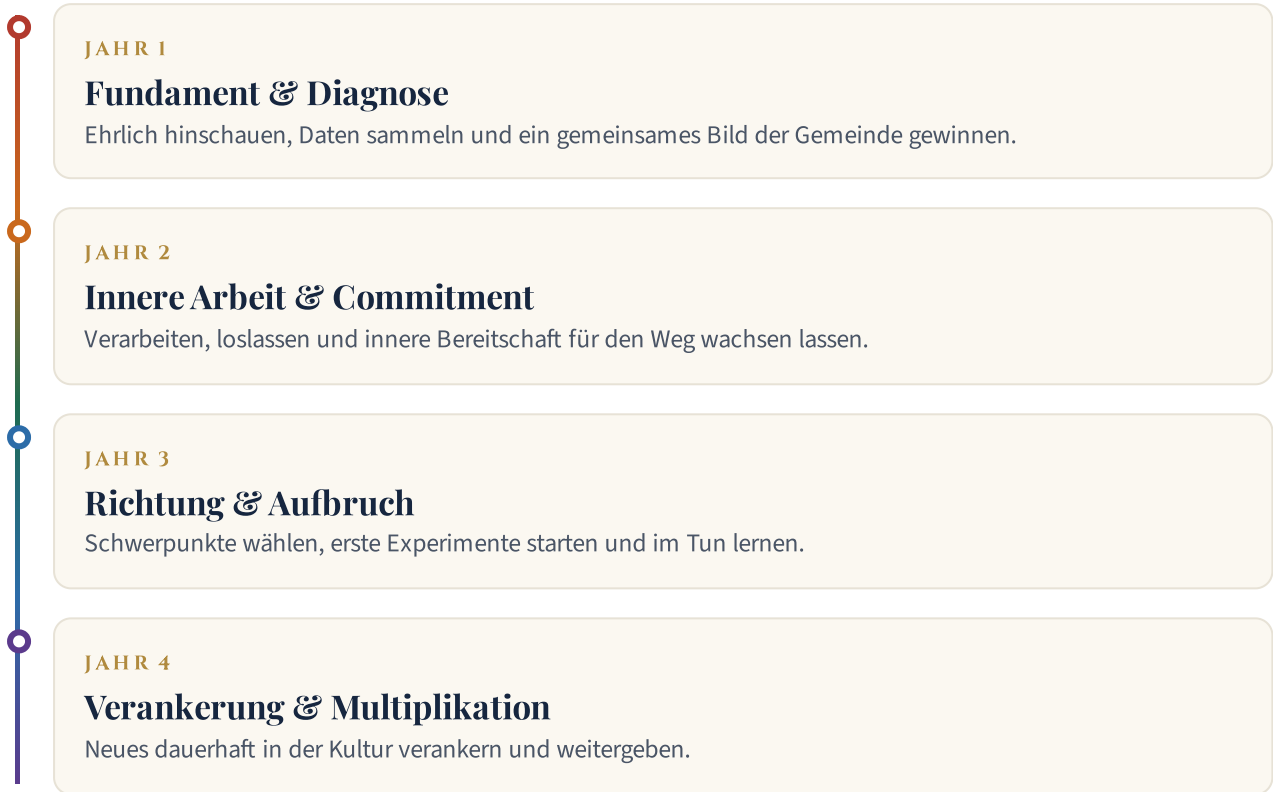 JAHR 1
Fundament & Diagnose
Ehrlich hinschauen, Daten sammeln und ein gemeinsames Bild der Gemeinde gewinnen.
JAHR 2
Innere Arbeit & Commitment
Verarbeiten, loslassen und innere Bereitschaft für den Weg wachsen lassen.
JAHR 3
Richtung & Aufbruch
Schwerpunkte wählen, erste Experimente starten und im Tun lernen.
JAHR 4
Verankerung & Multiplikation
Neues dauerhaft in der Kultur verankern und weitergeben.